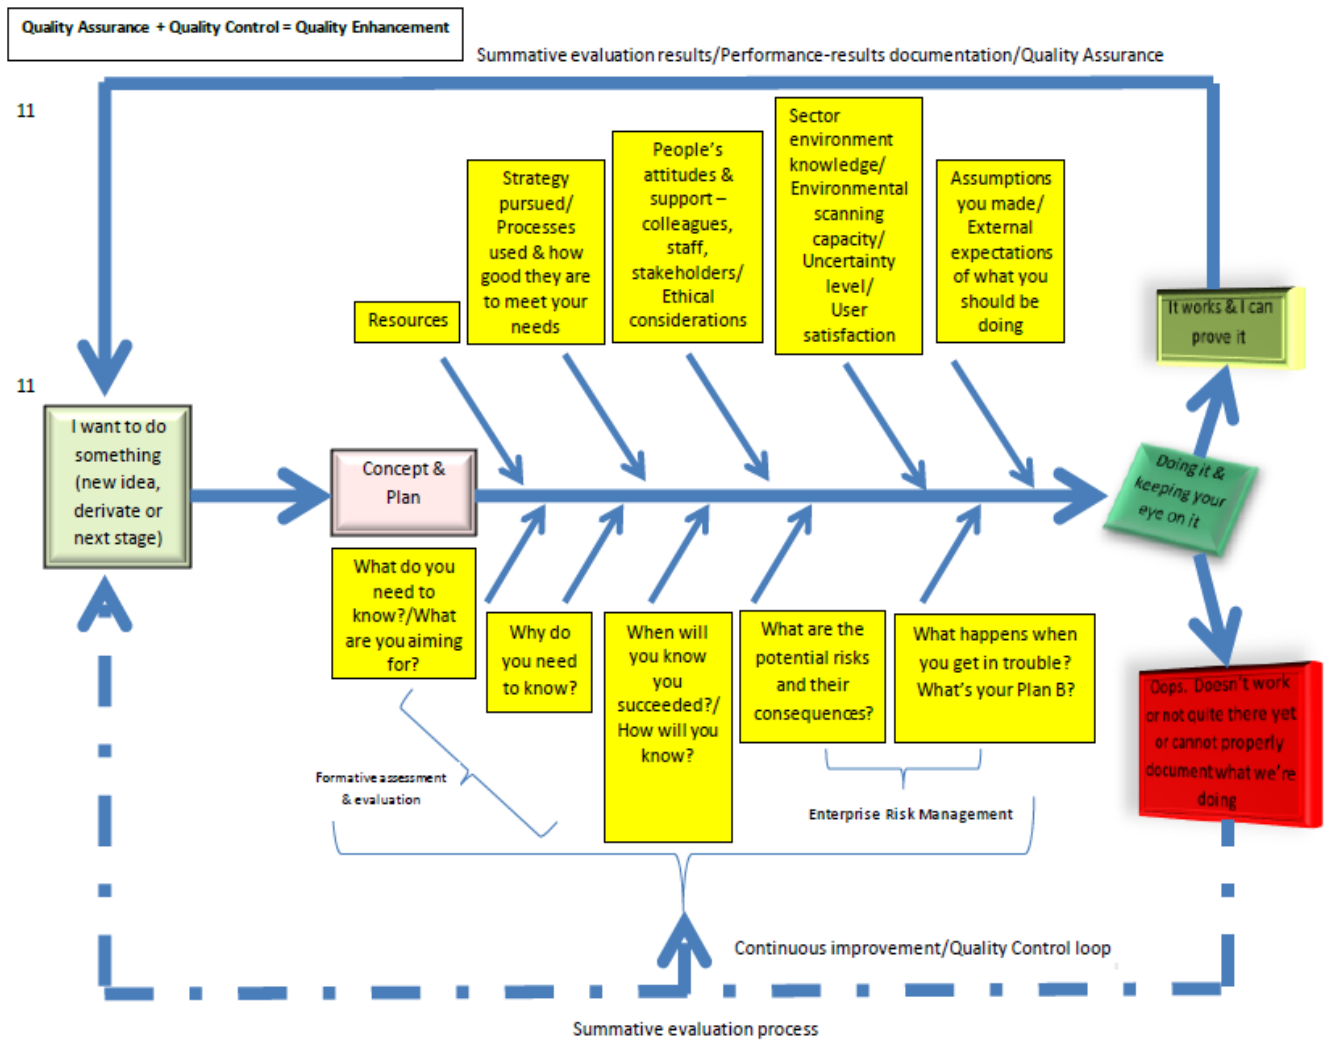 Quality Assurance + Quality Control = Quality Enhancement
Summative evaluation results/Performance-results documentation/Quality Assurance
11
Sector
environment
knowledge/
Environmental
scanning
capacity/
Uncertainty
level/
User
satisfaction
People's
attitudes &
support –
colleagues,
staff,
stakeholders/
Ethical
considerations
Strategy
pursued/
Processes
used & how
good they are
to meet your
needs
Assumptions
you made/
External
expectations
of what you
should be
doing
Resources
It works & I can
prove it
11
I want to do
something
(new idea,
derivate or
next stage)
Concept &
Plan
Doing it &
keeping your
eye on it
What do you
need to
know?/What
are you aiming
for?
Why do
you need
to know?
When will
you know
you
succeeded?/
How will you
know?
What are the
potential risks
and their
consequences?
What happens when
you get in trouble?
What's your Plan B?
Oops. Doesn't work
or not quite there yet
or cannot properly
document what we're
doing
Formative assessment
& evaluation
Enterprise Risk Management
Continuous improvement/Quality Control loop
Summative evaluation process